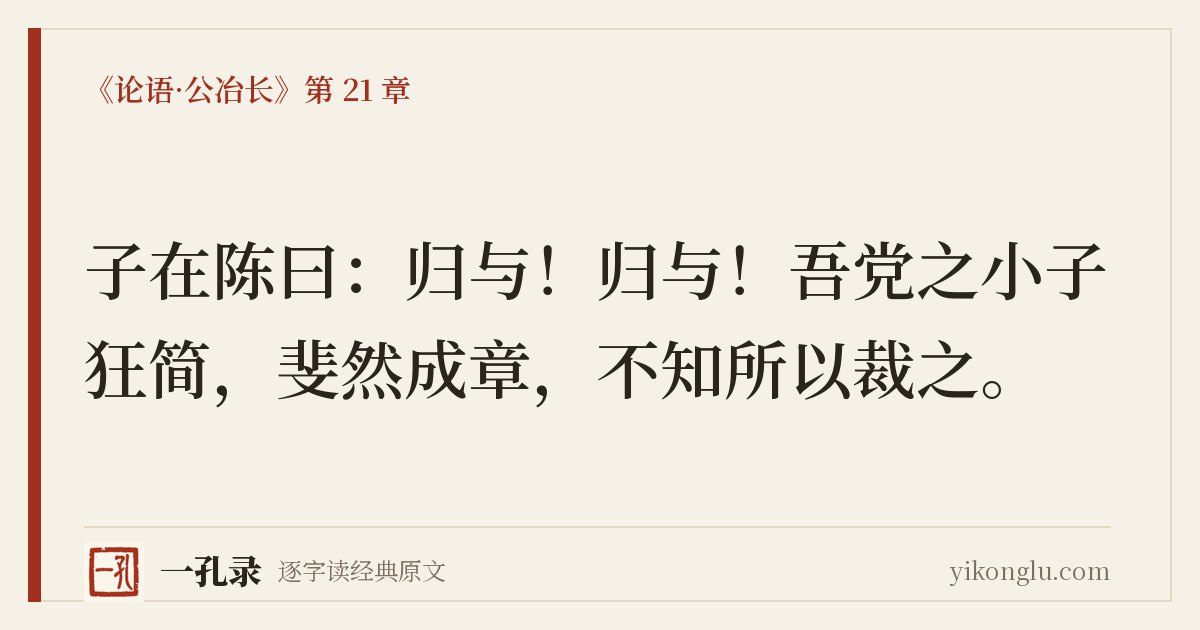 《论语·公冶长》第 21 章
子在陈曰：归与！归与！吾党之小子
狂简，斐然成章，不知所以裁之。
一孔
一孔录 逐字读经典原文
yikonglu.com